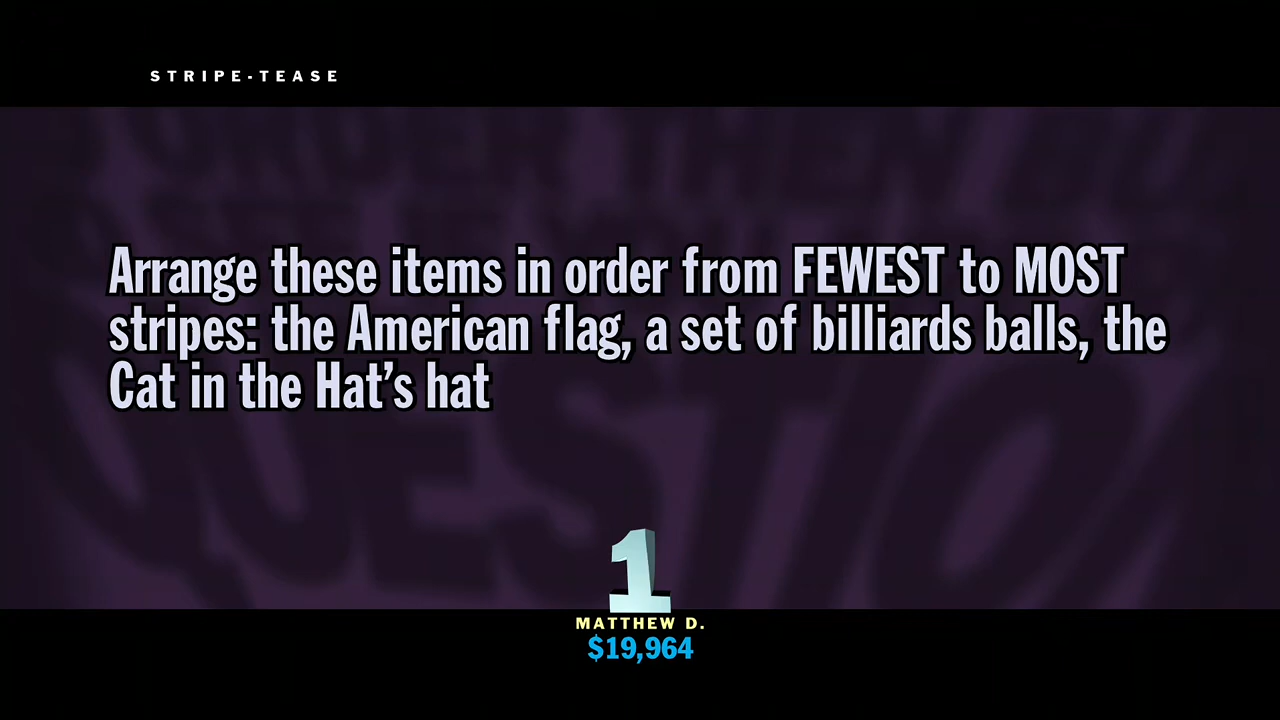 STRIPE-TEASE
Arrange these items in order from FEWEST to MOST
stripes: the American flag, a set of billiards balls, the
Cat in the Hat's hat
QUESTION
1
MATTHEW D.
$19,964